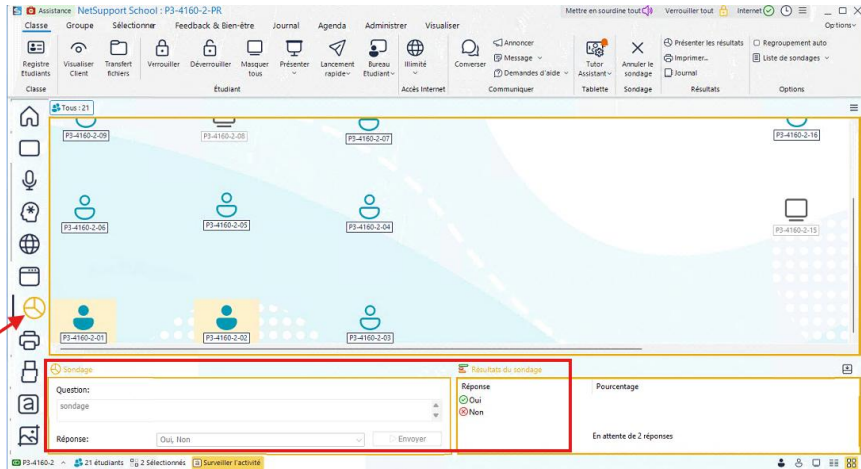 Assistance NetSupport School : P3-4160-2-PR
Mettre en sourdine tout Verrouiller tout Internet
Classe Groupe Sélectionner Feedback & Bien-être Journal Agenda Administrer Visualiser Options
Registre Etudiants
Visualiser Client
Transfert fichiers
Verrouiller
Déverrouiller
Masquer tous
Présenter
Lancement rapide
Bureau Etudiant
Illimité
Converser
Annoncer
Message
Demandes d'aide
Tutor Assistant
Annuler le sondage
Présenter les résultats
Imprimer...
Journal
Regroupement auto
Liste de sondages
Classe Étudiant Accès Internet Communiquer Tablette Sondage Résultats Options
Tous : 21
P3-4160-2-09 P3-4160-2-08 P3-4160-2-07 P3-4160-2-16
P3-4160-2-06 P3-4160-2-05 P3-4160-2-04 P3-4160-2-15
P3-4160-2-01 P3-4160-2-02 P3-4160-2-03
Sondage
Question:
sondage
Réponse: Oui, Non Envoyer
Résultats du sondage
Réponse Pourcentage
Oui
Non
En attente de 2 réponses
P3-4160-2 21 étudiants 2 Sélectionnés Surveiller l'activité